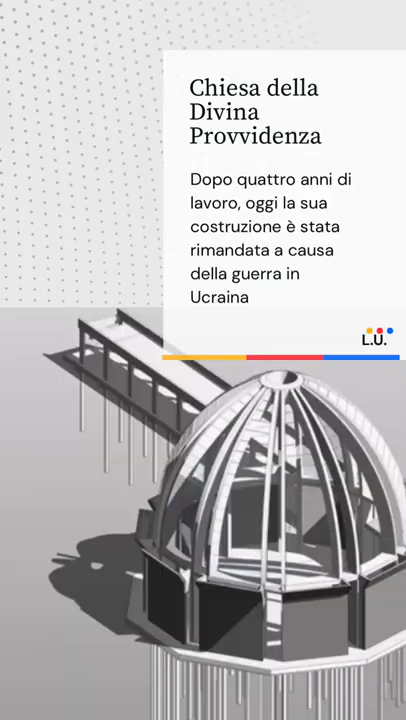 Chiesa della
Divina
Provvidenza
Dopo quattro anni di
lavoro, oggi la sua
costruzione è stata
rimandata a causa
della guerra in
Ucraina
L.U.